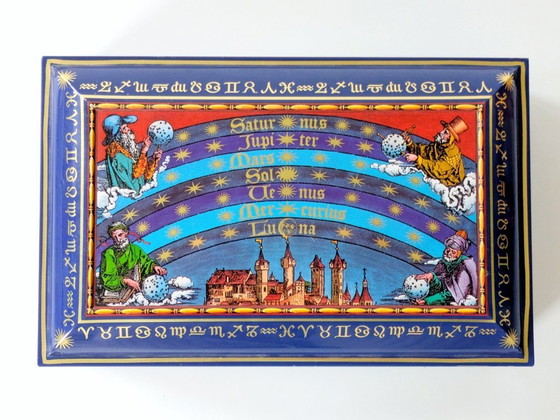 Satur nus
Jupi ter
Mars
Sol
Ve nus
Mer curius
Lu na